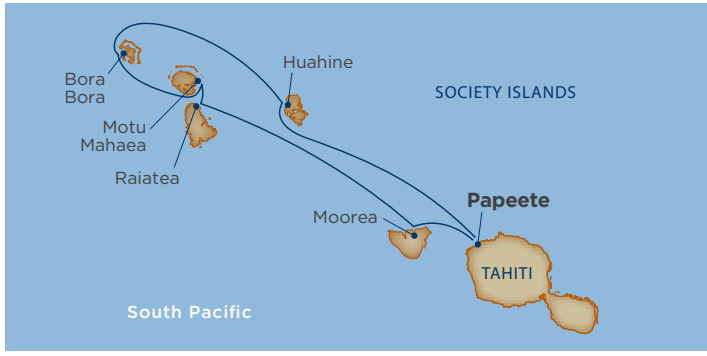 Huahine
Bora
Bora
SOCIETY ISLANDS
Motu
Mahaea
Raiatea
Papeete
Moorea
TAHITI
South Pacific